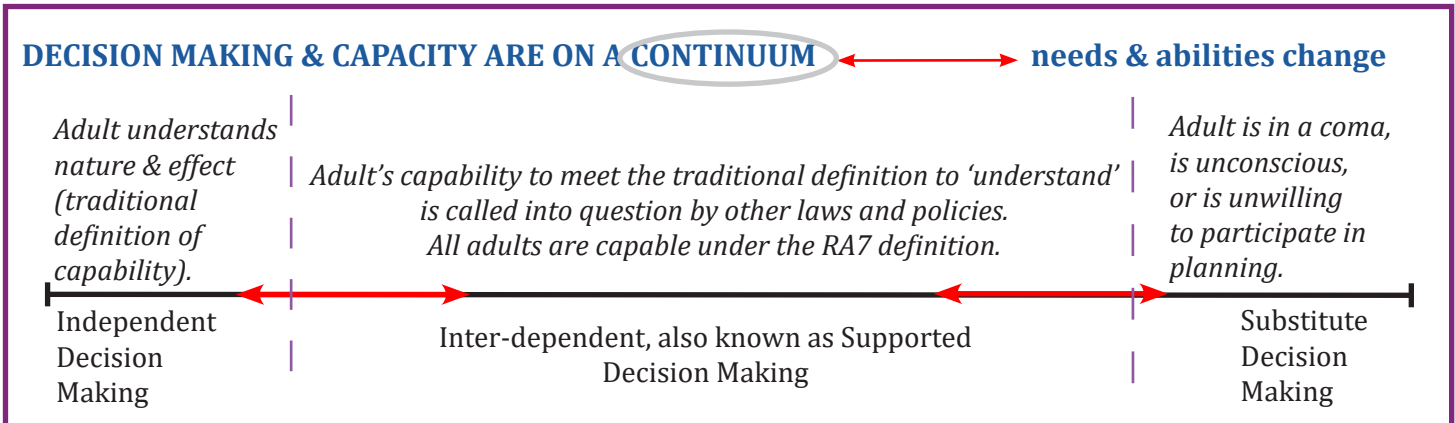 DECISION MAKING & CAPACITY ARE ON A CONTINUUM needs & abilities change
Adult understands
nature & effect
(traditional
definition of
capability).
Adult’s capability to meet the traditional definition to ‘understand’
is called into question by other laws and policies.
All adults are capable under the RA7 definition.
Adult is in a coma,
is unconscious,
or is unwilling
to participate in
planning.
Independent
Decision
Making
Inter-dependent, also known as Supported
Decision Making
Substitute
Decision
Making